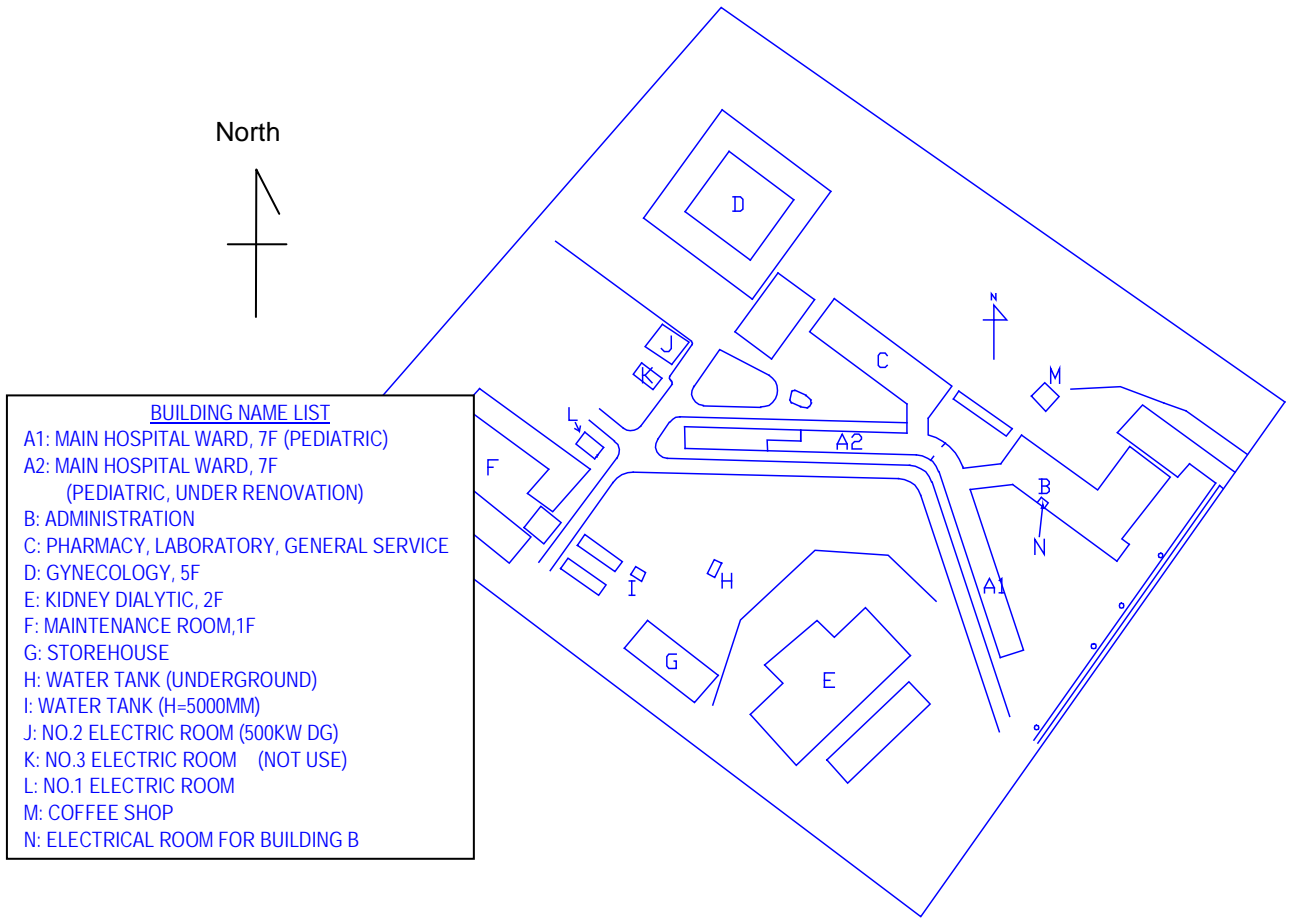 North
D
N
J
C
M
K
BUILDING NAME LIST
A1: MAIN HOSPITAL WARD, 7F (PEDIATRIC)
A2: MAIN HOSPITAL WARD, 7F
(PEDIATRIC, UNDER RENOVATION)
B: ADMINISTRATION
C: PHARMACY, LABORATORY, GENERAL SERVICE
D: GYNECOLOGY, 5F
E: KIDNEY DIALYTIC, 2F
F: MAINTENANCE ROOM,1F
G: STOREHOUSE
H: WATER TANK (UNDERGROUND)
I: WATER TANK (H=5000MM)
J: NO.2 ELECTRIC ROOM (500KW DG)
K: NO.3 ELECTRIC ROOM (NOT USE)
L: NO.1 ELECTRIC ROOM
M: COFFEE SHOP
N: ELECTRICAL ROOM FOR BUILDING B
L
A2
F
B
N
H
I
A1
G
E